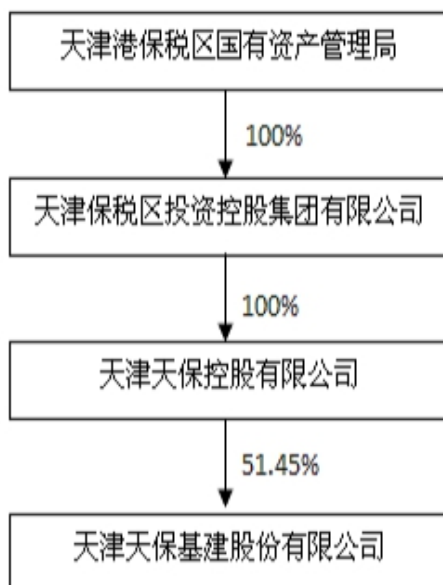 天津港保税区国有资产管理局
100%
天津保税区投资控股集团有限公司
100%
天津天保控股有限公司
51.45%
天津天保基建股份有限公司